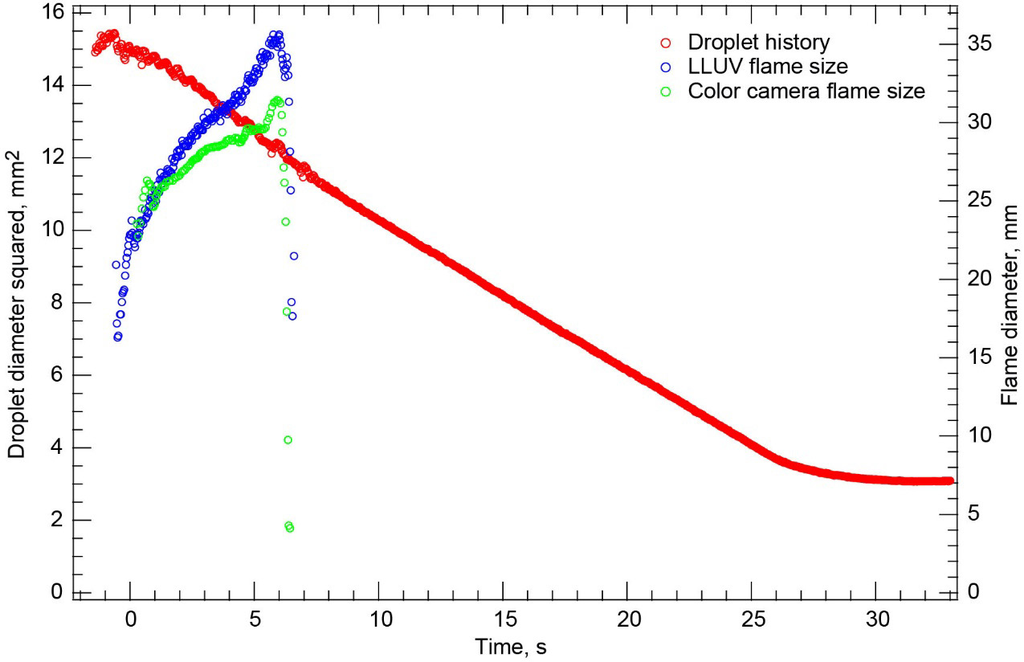 16
14
12
10
8
6
4
2
0
Droplet diameter squared, mm2
Droplet history
LLUV flame size
Color camera flame size
35
30
25
20
15
10
5
0
Flame diameter, mm
0 5 10 15 20 25 30
Time, s